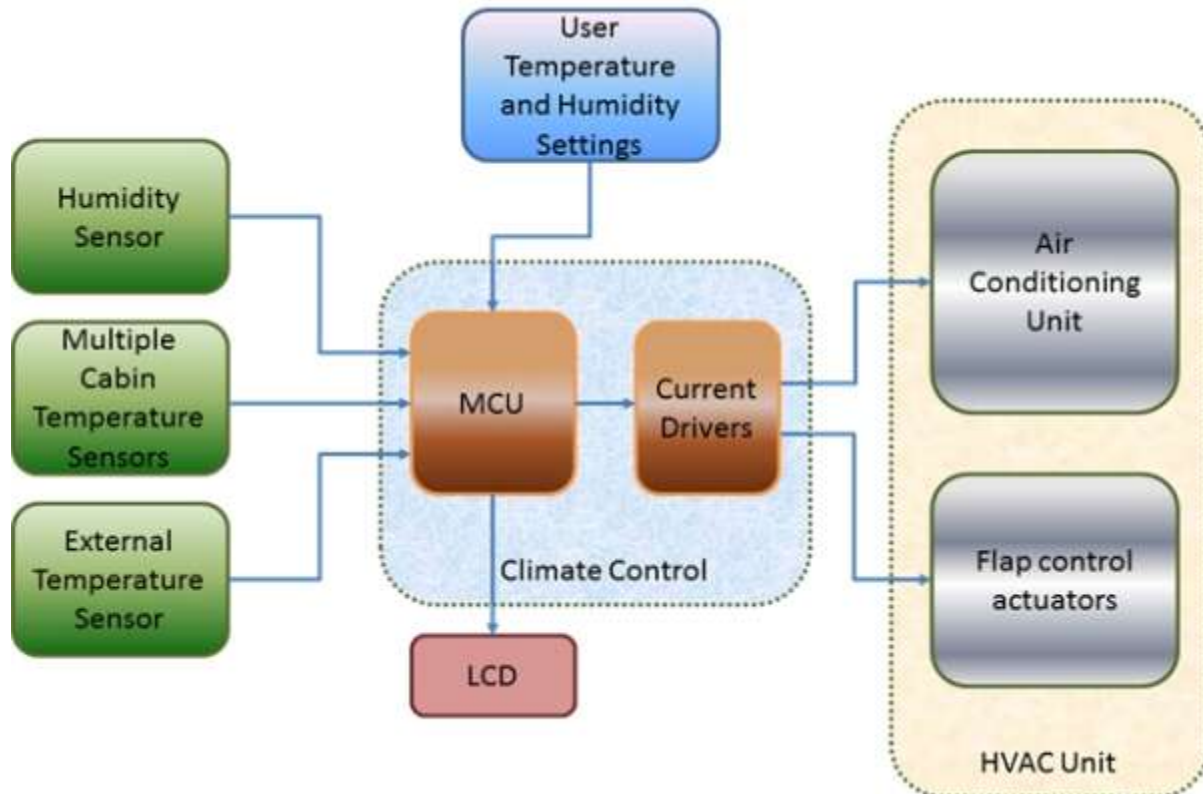 User
Temperature
and Humidity
Settings
Humidity
Sensor
Multiple
Cabin
Temperature
Sensors
External
Temperature
Sensor
MCU
Current
Drivers
Climate Control
LCD
Air
Conditioning
Unit
Flap control
actuators
HVAC Unit